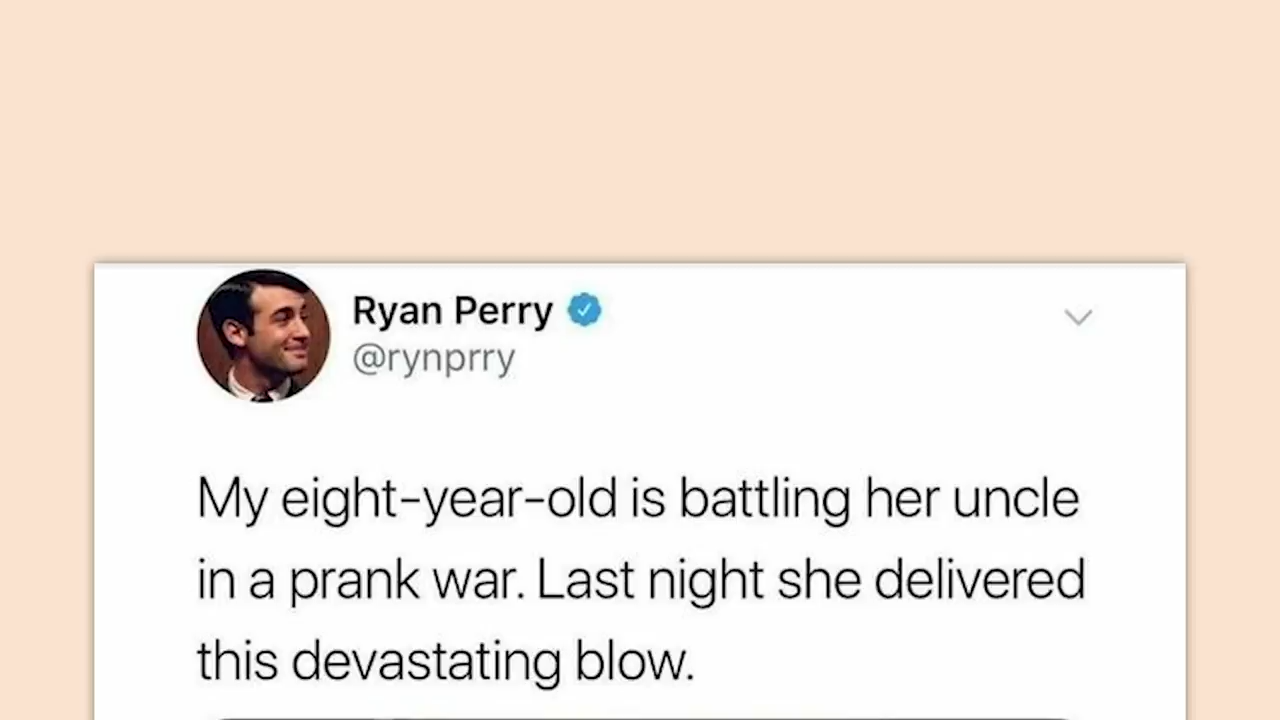 Ryan Perry
@rynprry
My eight-year-old is battling her uncle
in a prank war. Last night she delivered
this devastating blow.